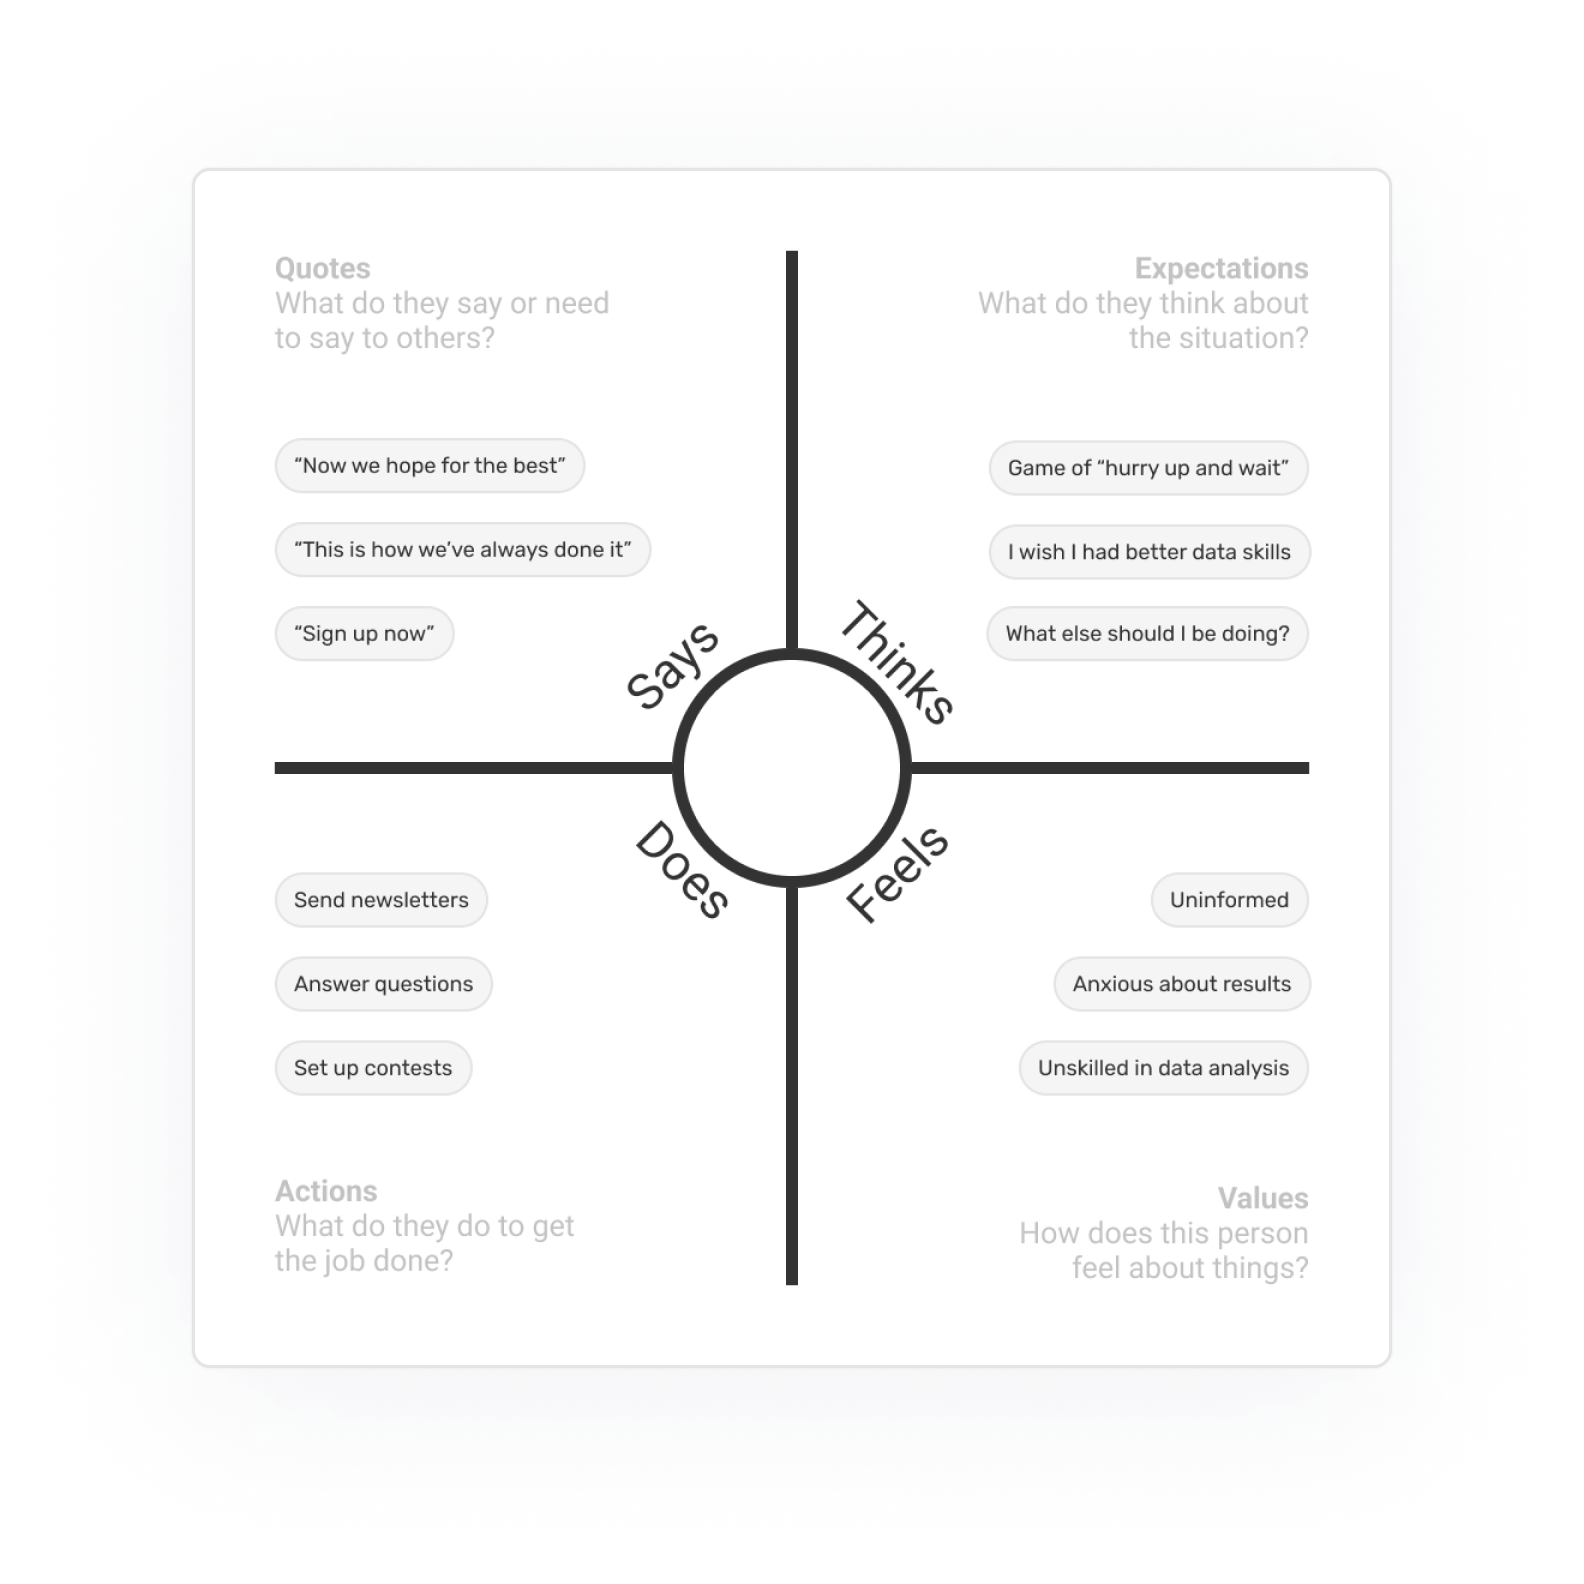 Quotes
What do they say or need
to say to others?
“Now we hope for the best”
“This is how we’ve always done it”
“Sign up now”
Says
Expectations
What do they think about
the situation?
Game of “hurry up and wait”
I wish I had better data skills
What else should I be doing?
Thinks
Does
Send newsletters
Answer questions
Set up contests
Actions
What do they do to get
the job done?
Feels
Uninformed
Anxious about results
Unskilled in data analysis
Values
How does this person
feel about things?